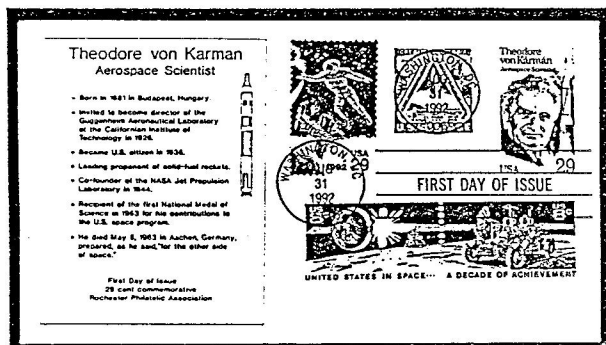 Theodore von Karman
Aerospace Scientist
• Born in 1881 in Budapest, Hungary.
• Invited to become director of the
Guggenheim Aeronautical Laboratory
at the Californian Institute of
Technology in 1926.
• Became U.S. citizen in 1936.
• Leading proponent of solid-fuel rockets.
• Co-founder of the NASA Jet Propulsion
Laboratory in 1944.
• Recipient of the first National Medal of
Science in 1963 for his contributions to
the U.S. space program.
• He died May 6, 1963 in Aachen, Germany,
prepared, as he said, "for the other side
of space."
First Day of Issue
29 cent commemorative
Rochester Philatelic Association
WASHINGTON, DC
31
1992
Theodore
von Kármán
Aerospace Scientist
USA 29
WASHINGTON, DC
31
1992
FIRST DAY OF ISSUE
UNITED STATES IN SPACE··· A DECADE OF ACHIEVEMENT